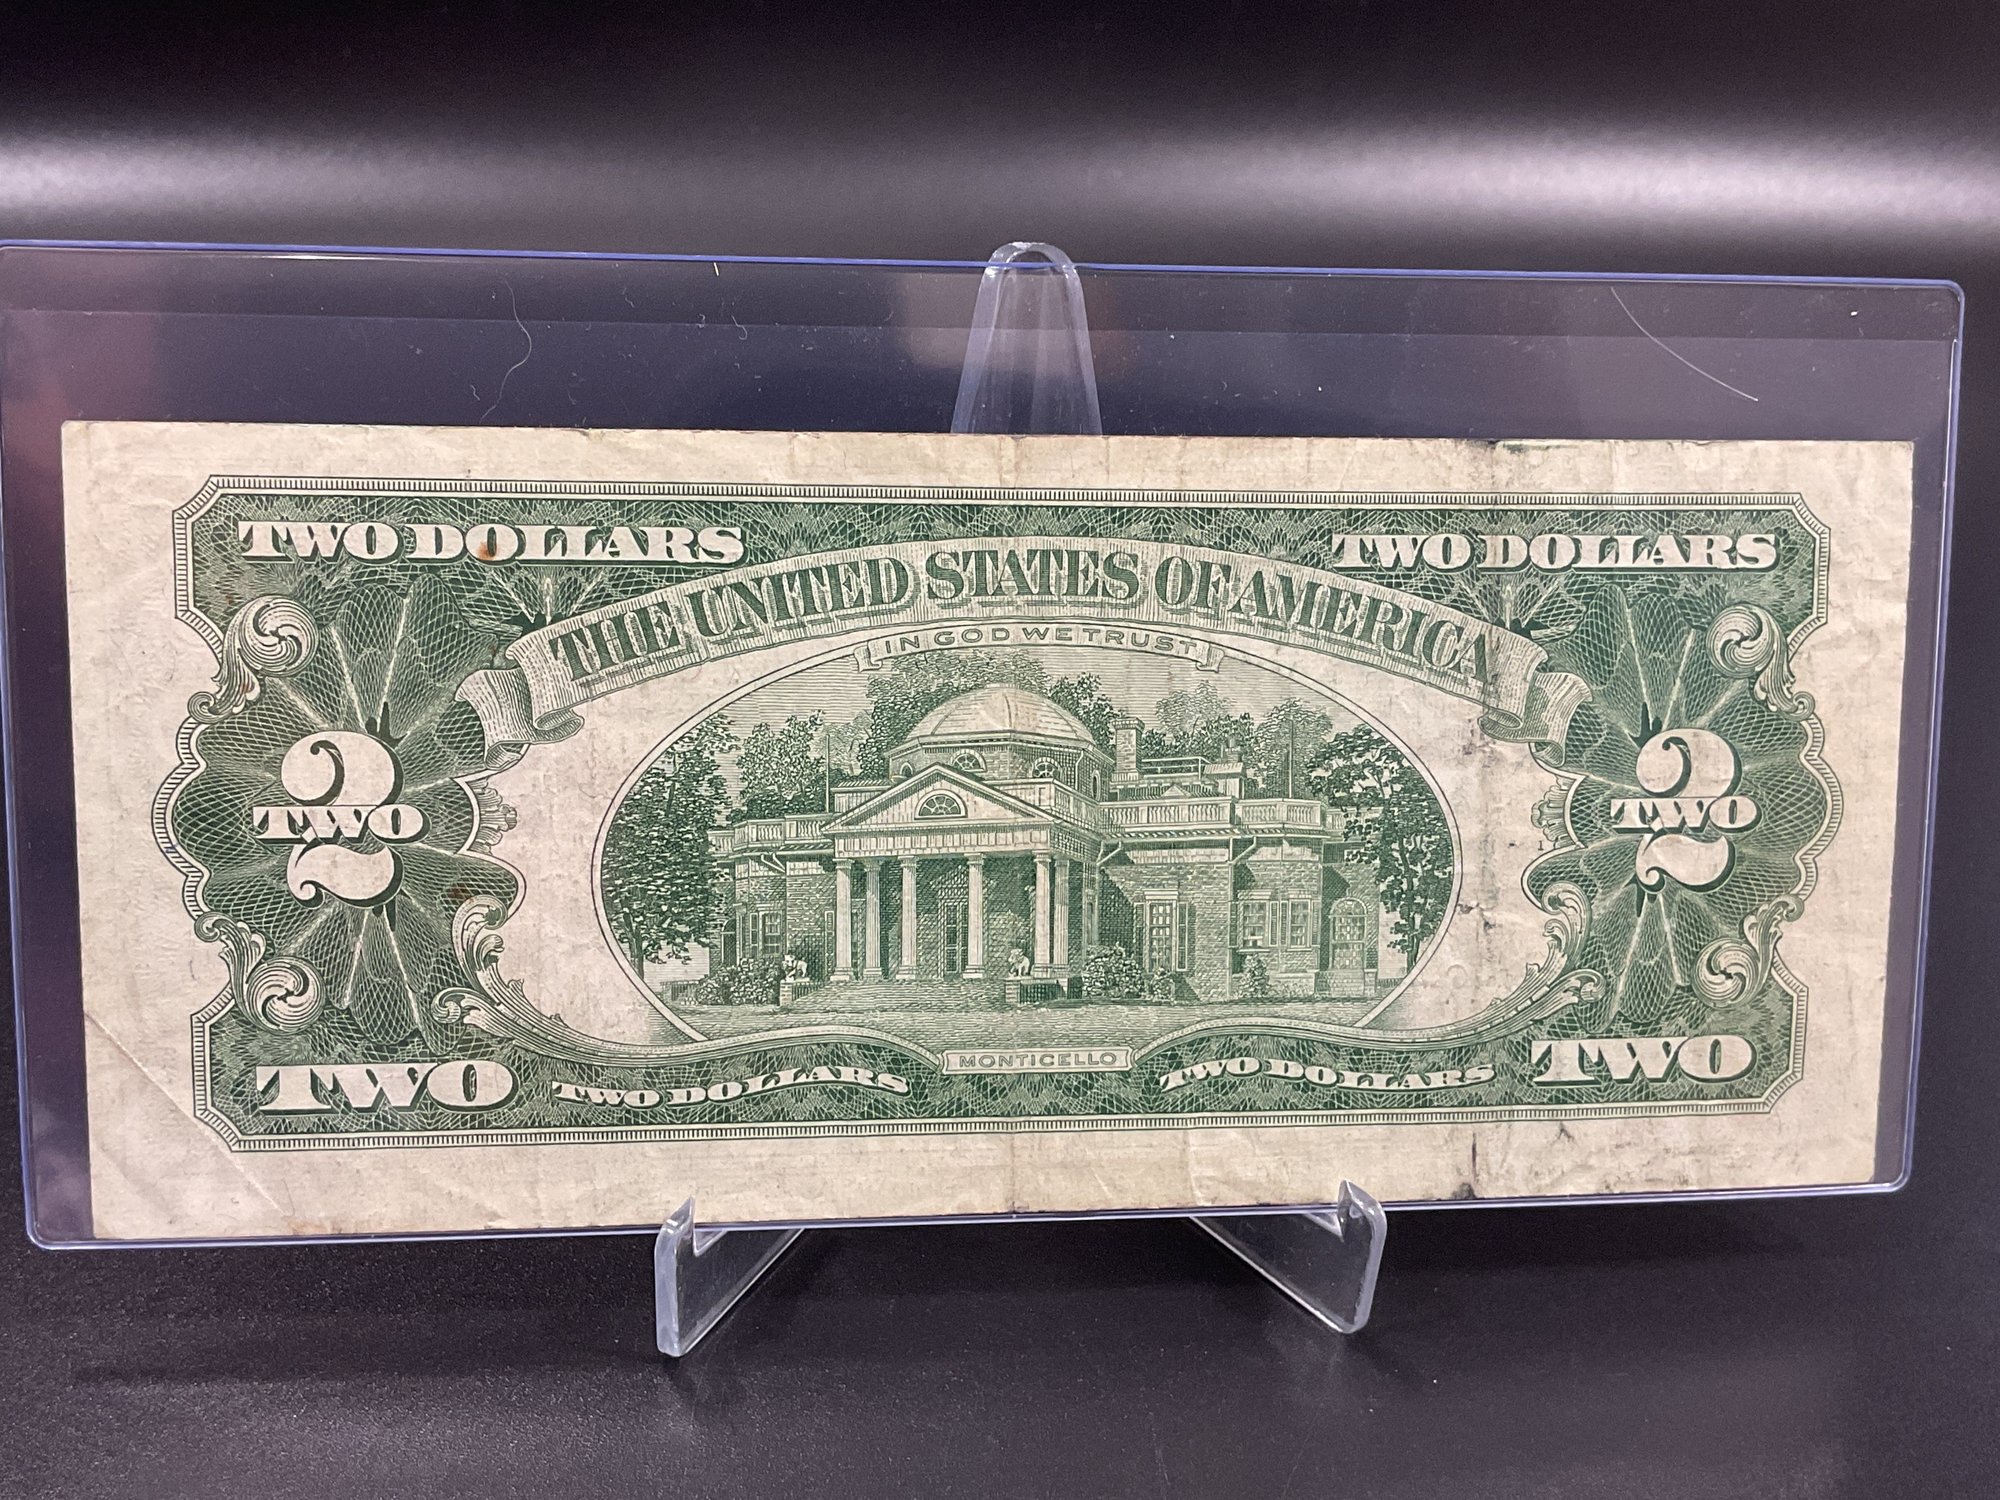 TWO DOLLARS TWO DOLLARS
THE UNITED STATES OF AMERICA
IN GOD WE TRUST
2 2
TWO TWO
1
MONTICELLO
TWO TWO DOLLARS TWO DOLLARS TWO